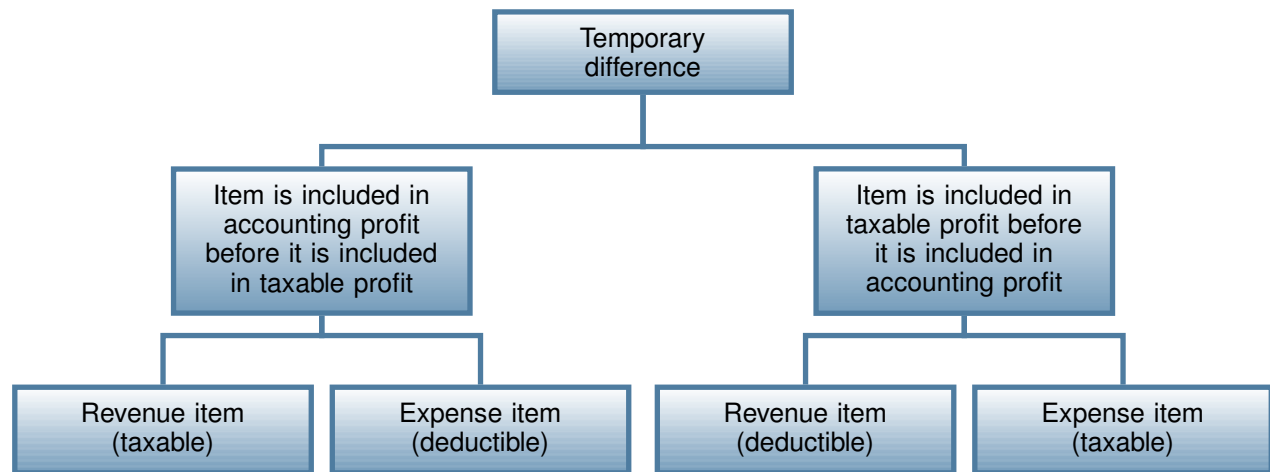 Temporary
difference
Item is included in
accounting profit
before it is included
in taxable profit
Item is included in
taxable profit before
it is included in
accounting profit
Revenue item
(taxable)
Expense item
(deductible)
Revenue item
(deductible)
Expense item
(taxable)